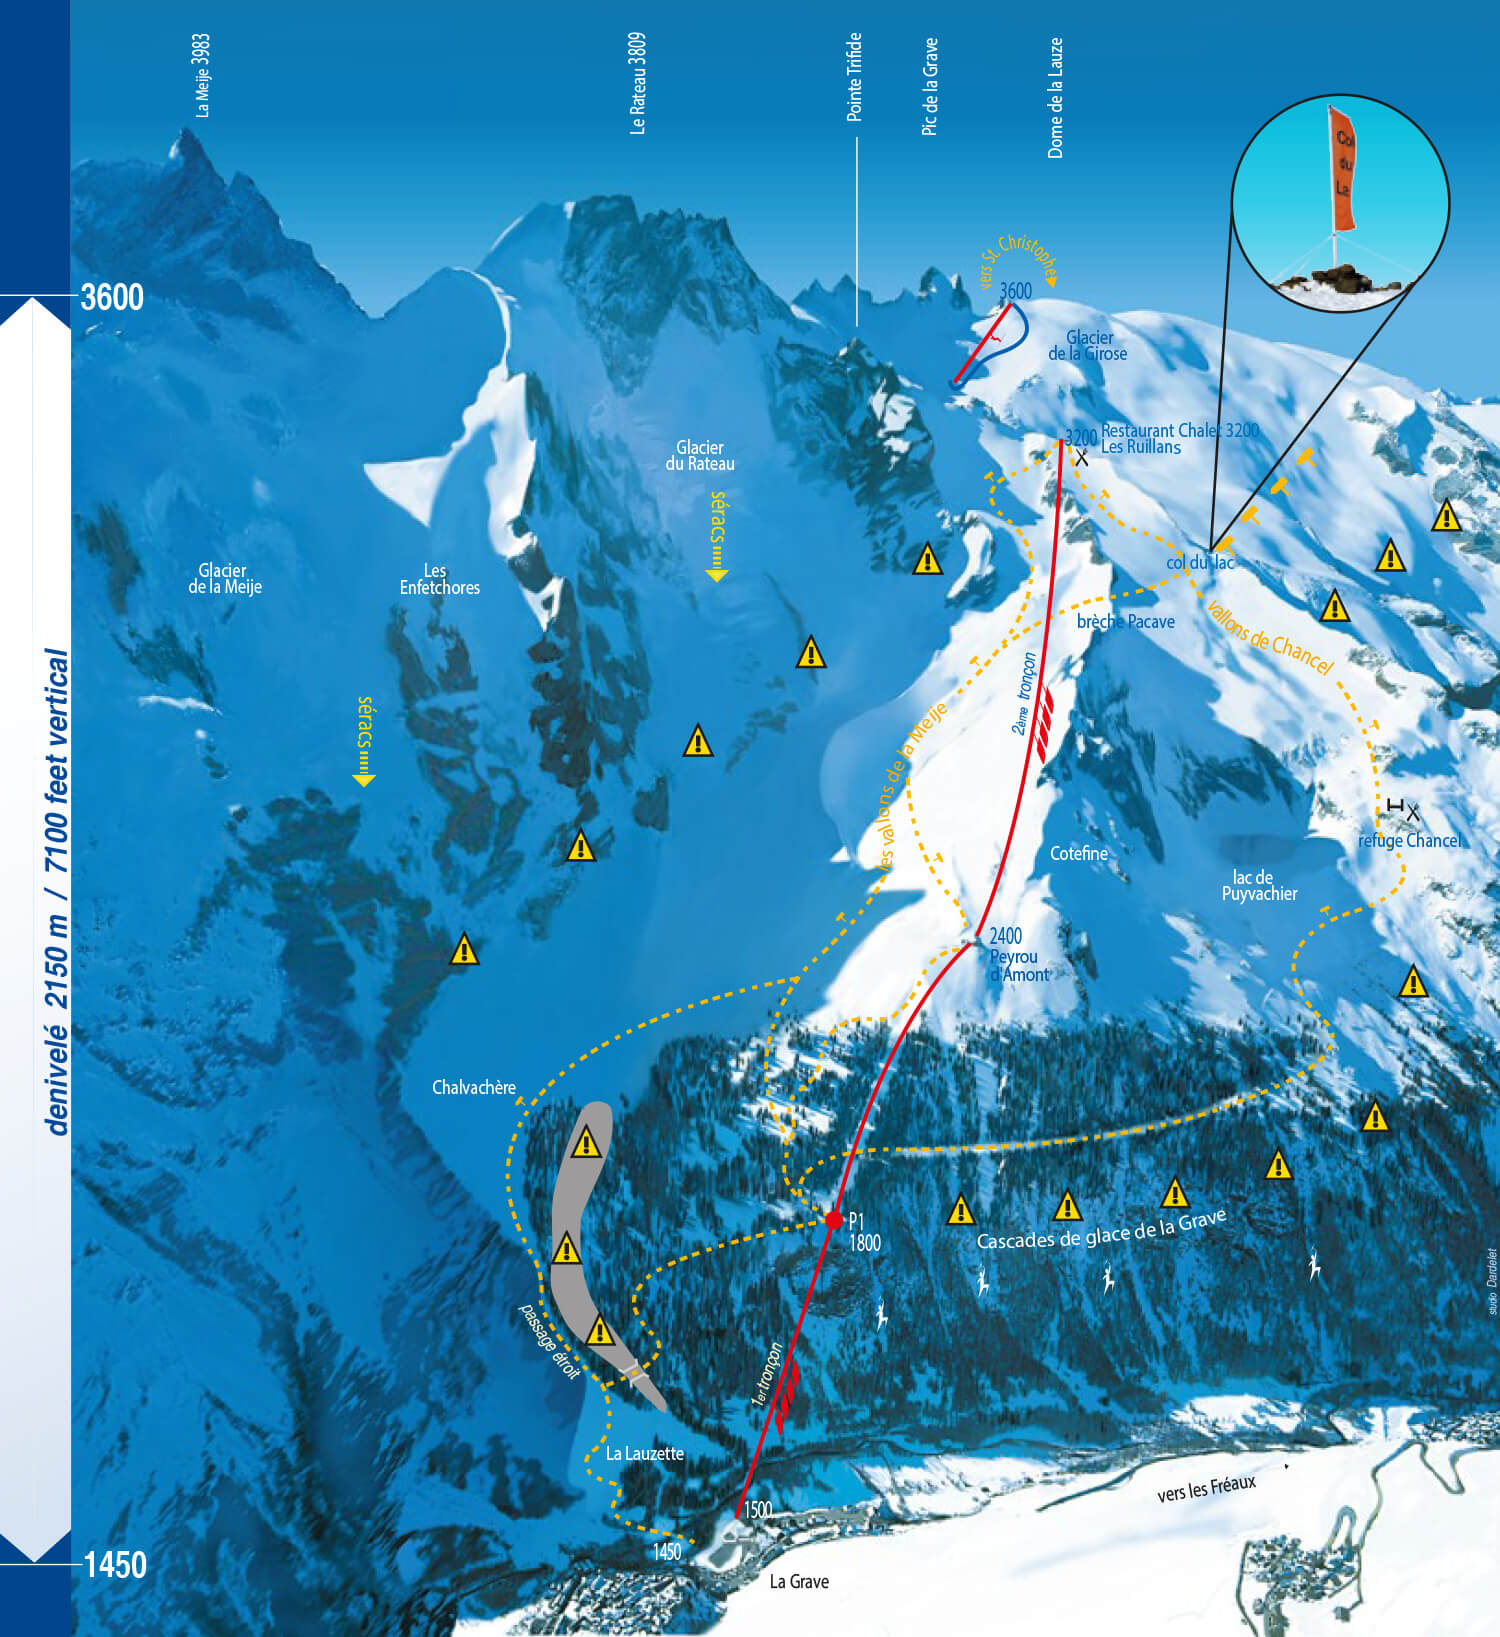 La Meije 3983
Le Rateau 3809
Pointe Trifide
Pic de la Grave
Dome de la Lauze
vers St. Christophe
3600
3600
Glacier
de la Girose
3200
Restaurant Chalet 3200
Les Ruillans
Glacier
du Rateau
séracs
col du lac
Glacier
de la Meije
Les
Enfetchores
brèche Pacave
vallons de Chancel
2ème tronçon
séracs
les vallons de la Meije
denivelé 2150 m / 7100 feet vertical
refuge Chancel
Cotefine
lac de
Puyvachier
2400
Peyrou
d'Amont
Chalvachère
P1
1800
Cascades de glace de la Grave
studio Dardelet
passage étroit
1er tronçon
La Lauzette
vers les Fréaux
1500
1450
1450
La Grave